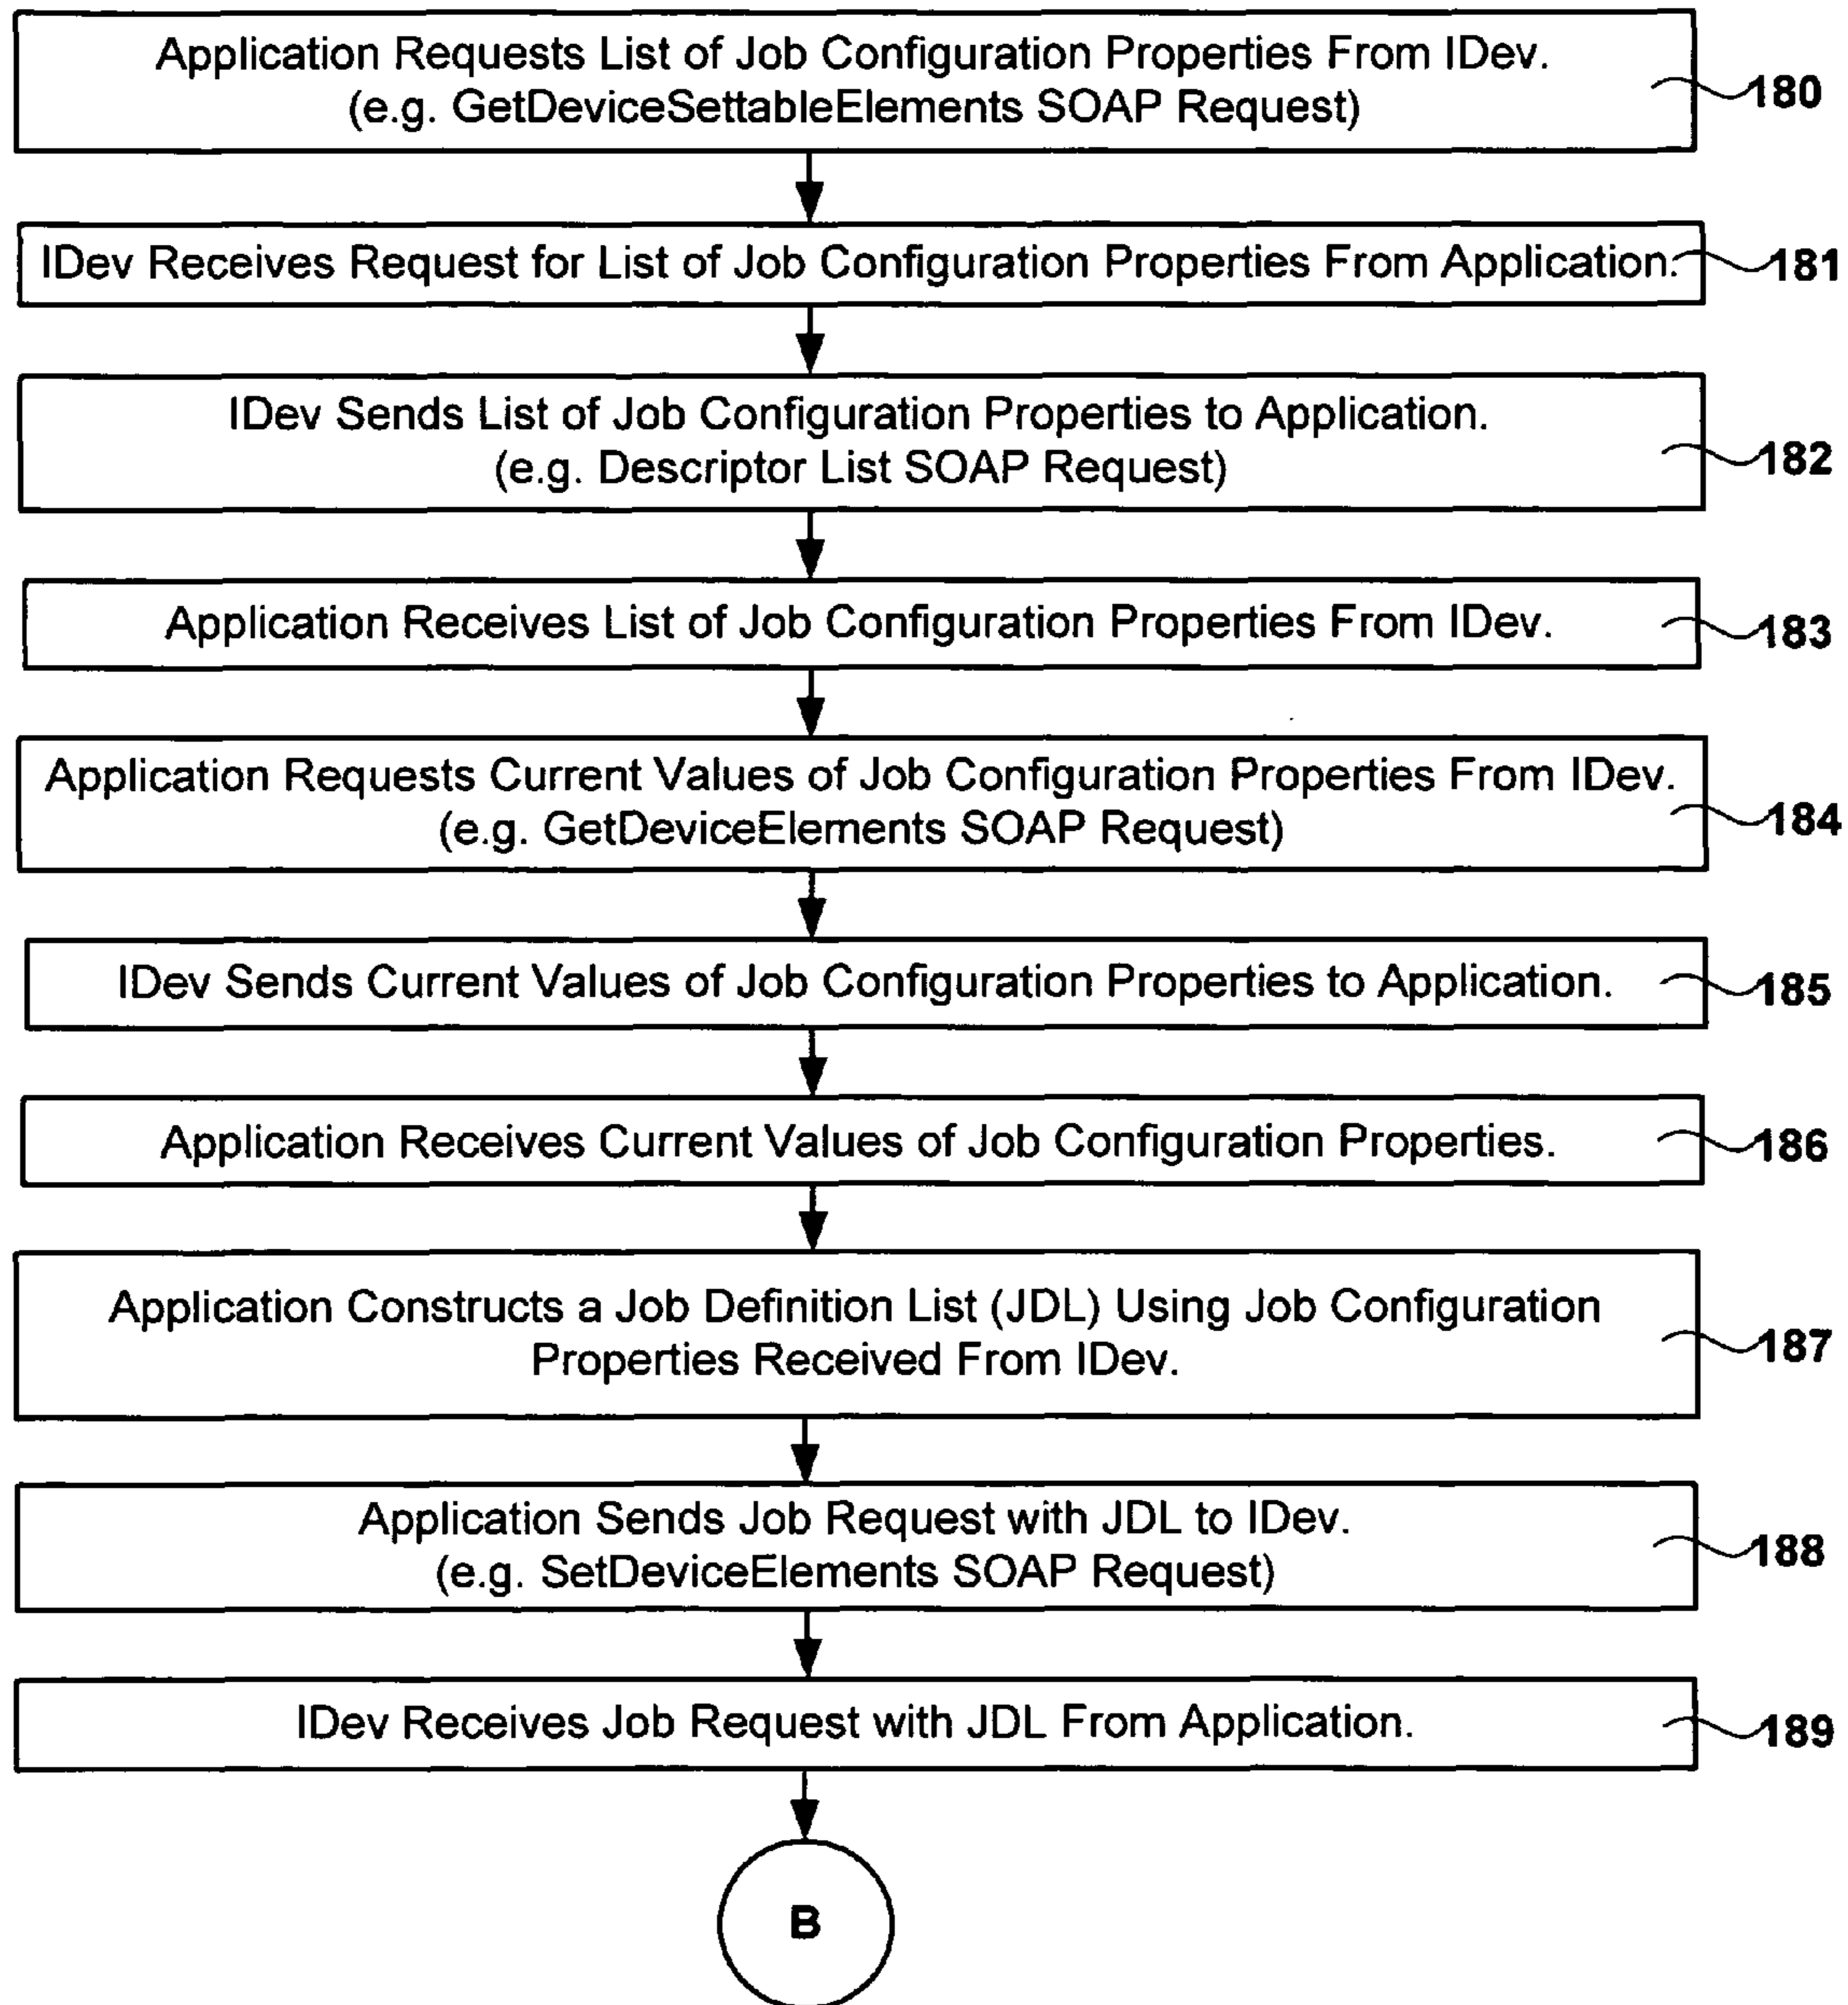 Application Requests List of Job Configuration Properties From IDev.
(e.g. GetDeviceSettableElements SOAP Request)
180
IDev Receives Request for List of Job Configuration Properties From Application.
181
IDev Sends List of Job Configuration Properties to Application.
(e.g. Descriptor List SOAP Request)
182
Application Receives List of Job Configuration Properties From IDev.
183
Application Requests Current Values of Job Configuration Properties From IDev.
(e.g. GetDeviceElements SOAP Request)
184
IDev Sends Current Values of Job Configuration Properties to Application.
185
Application Receives Current Values of Job Configuration Properties.
186
Application Constructs a Job Definition List (JDL) Using Job Configuration
Properties Received From IDev.
187
Application Sends Job Request with JDL to IDev.
(e.g. SetDeviceElements SOAP Request)
188
IDev Receives Job Request with JDL From Application.
189
B